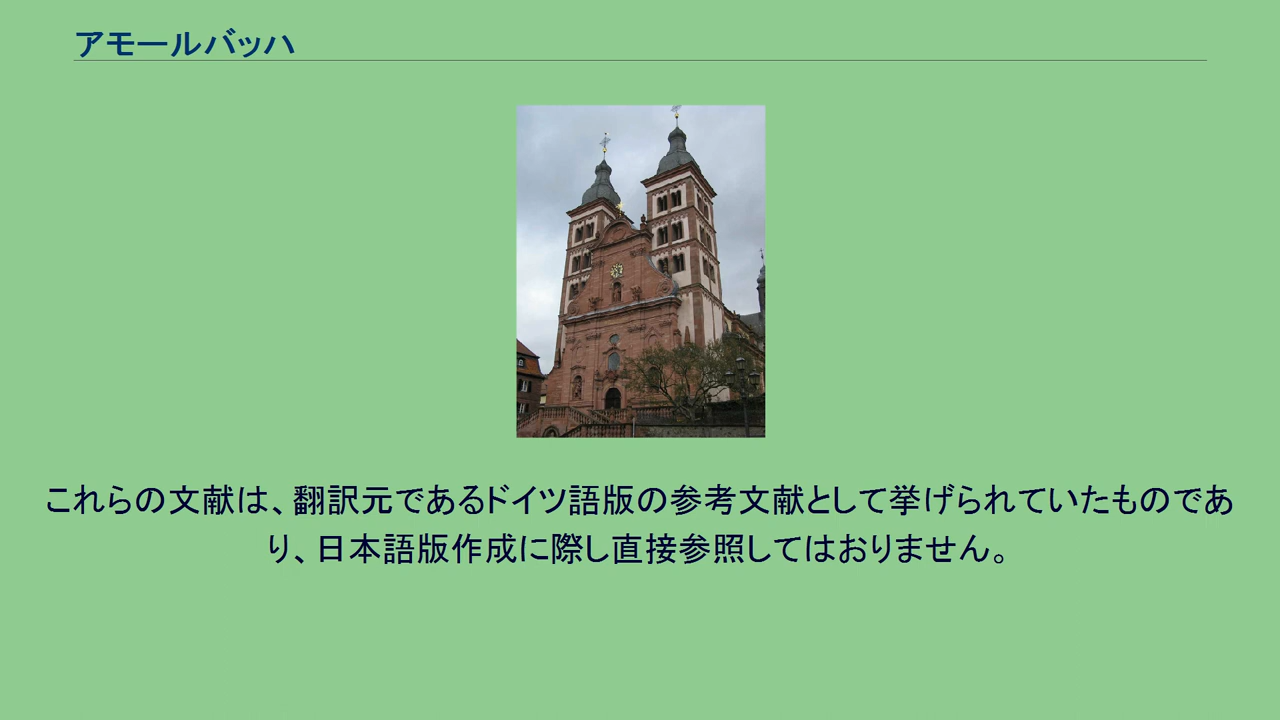 アモールバッハ
これらの文献は、翻訳元であるドイツ語版の参考文献として挙げられていたものであ
り、日本語版作成に際し直接参照してはおりません。